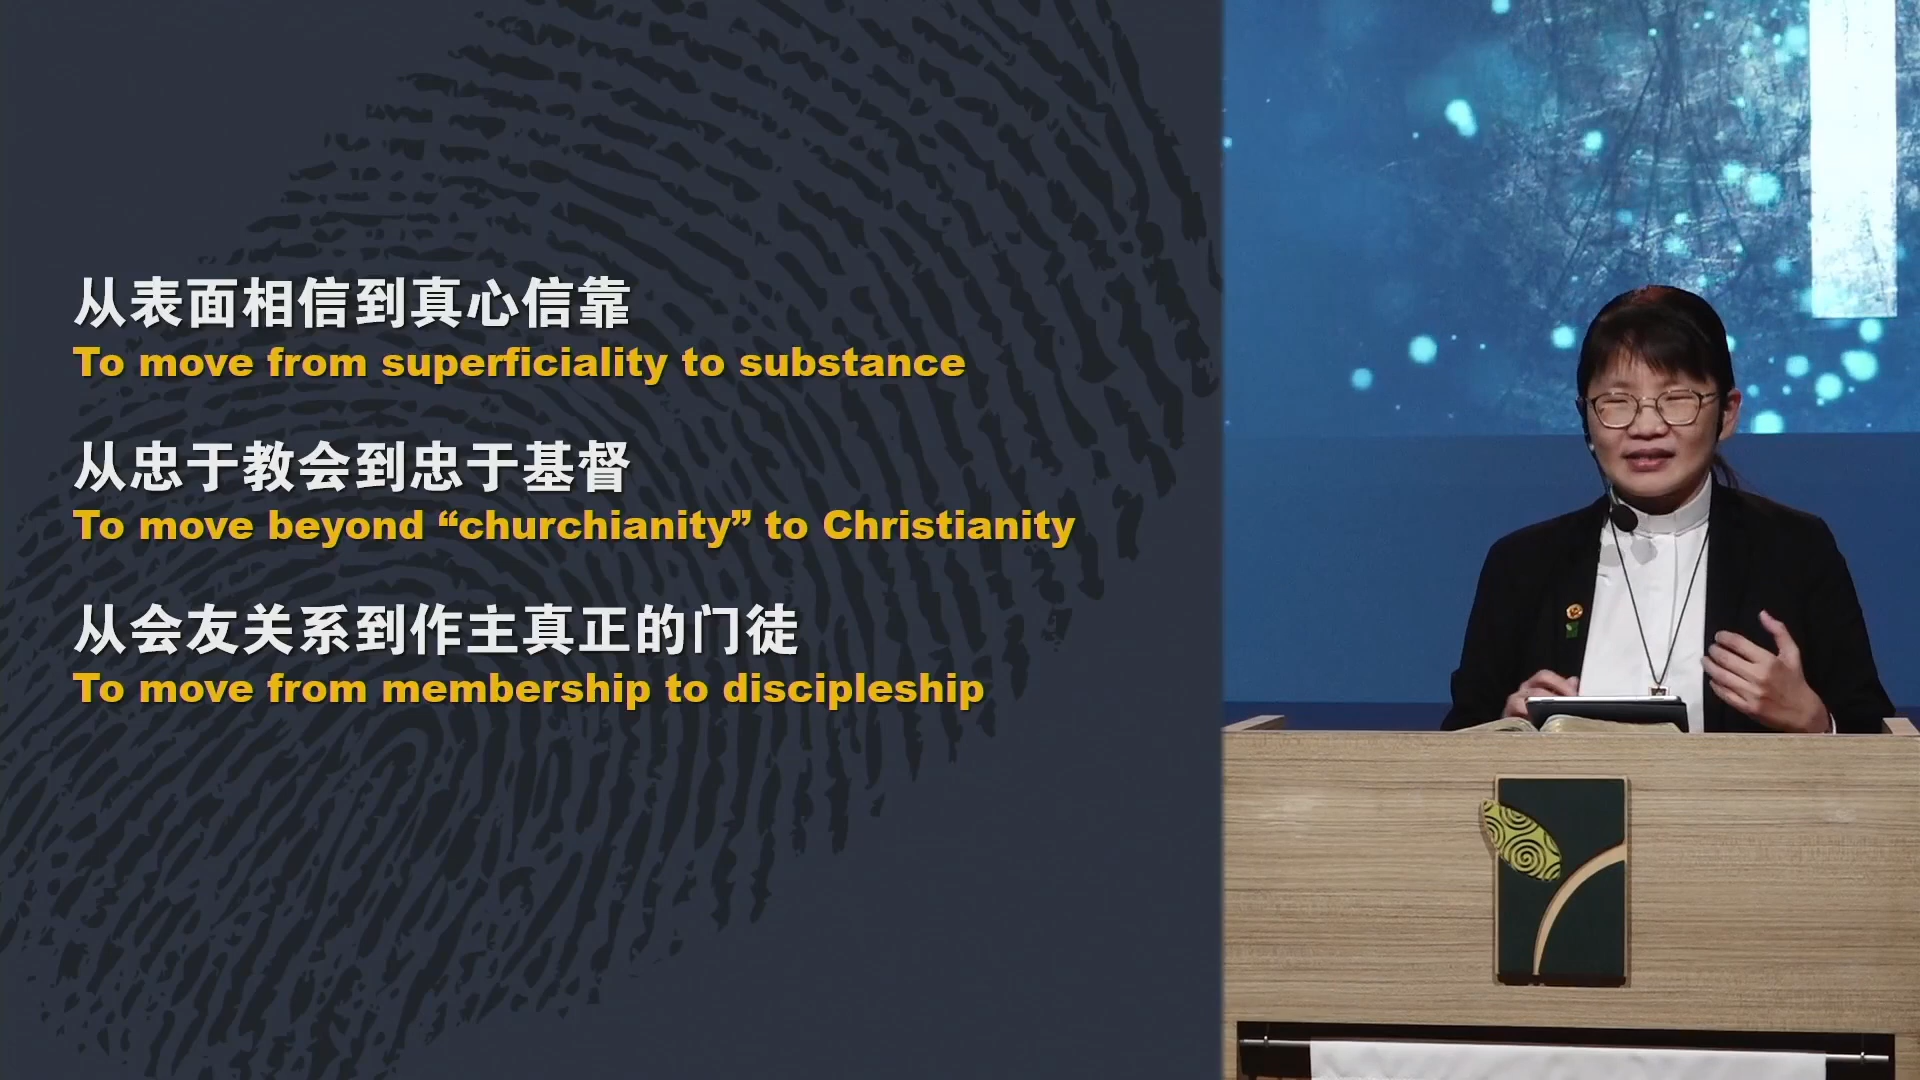 从表面相信到真心信靠
To move from superficiality to substance
从忠于教会到忠于基督
To move beyond “churchianity” to Christianity
从会友关系到作主真正的门徒
To move from membership to discipleship